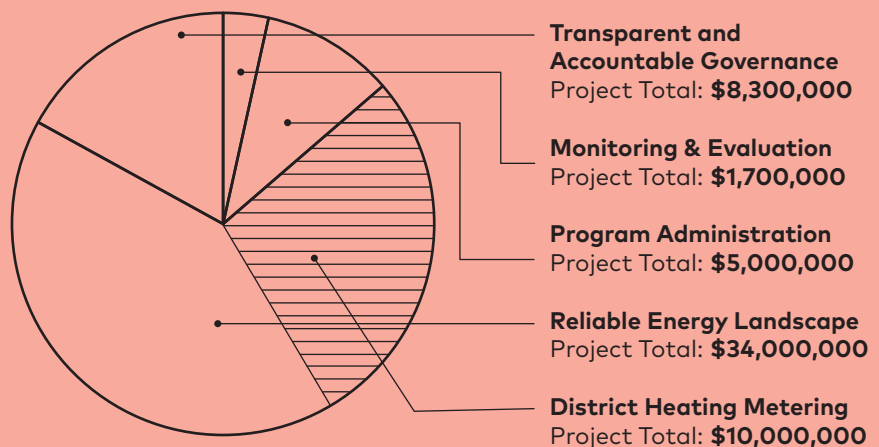 Transparent and
Accountable Governance
Project Total: $8,300,000
Monitoring & Evaluation
Project Total: $1,700,000
Program Administration
Project Total: $5,000,000
Reliable Energy Landscape
Project Total: $34,000,000
District Heating Metering
Project Total: $10,000,000